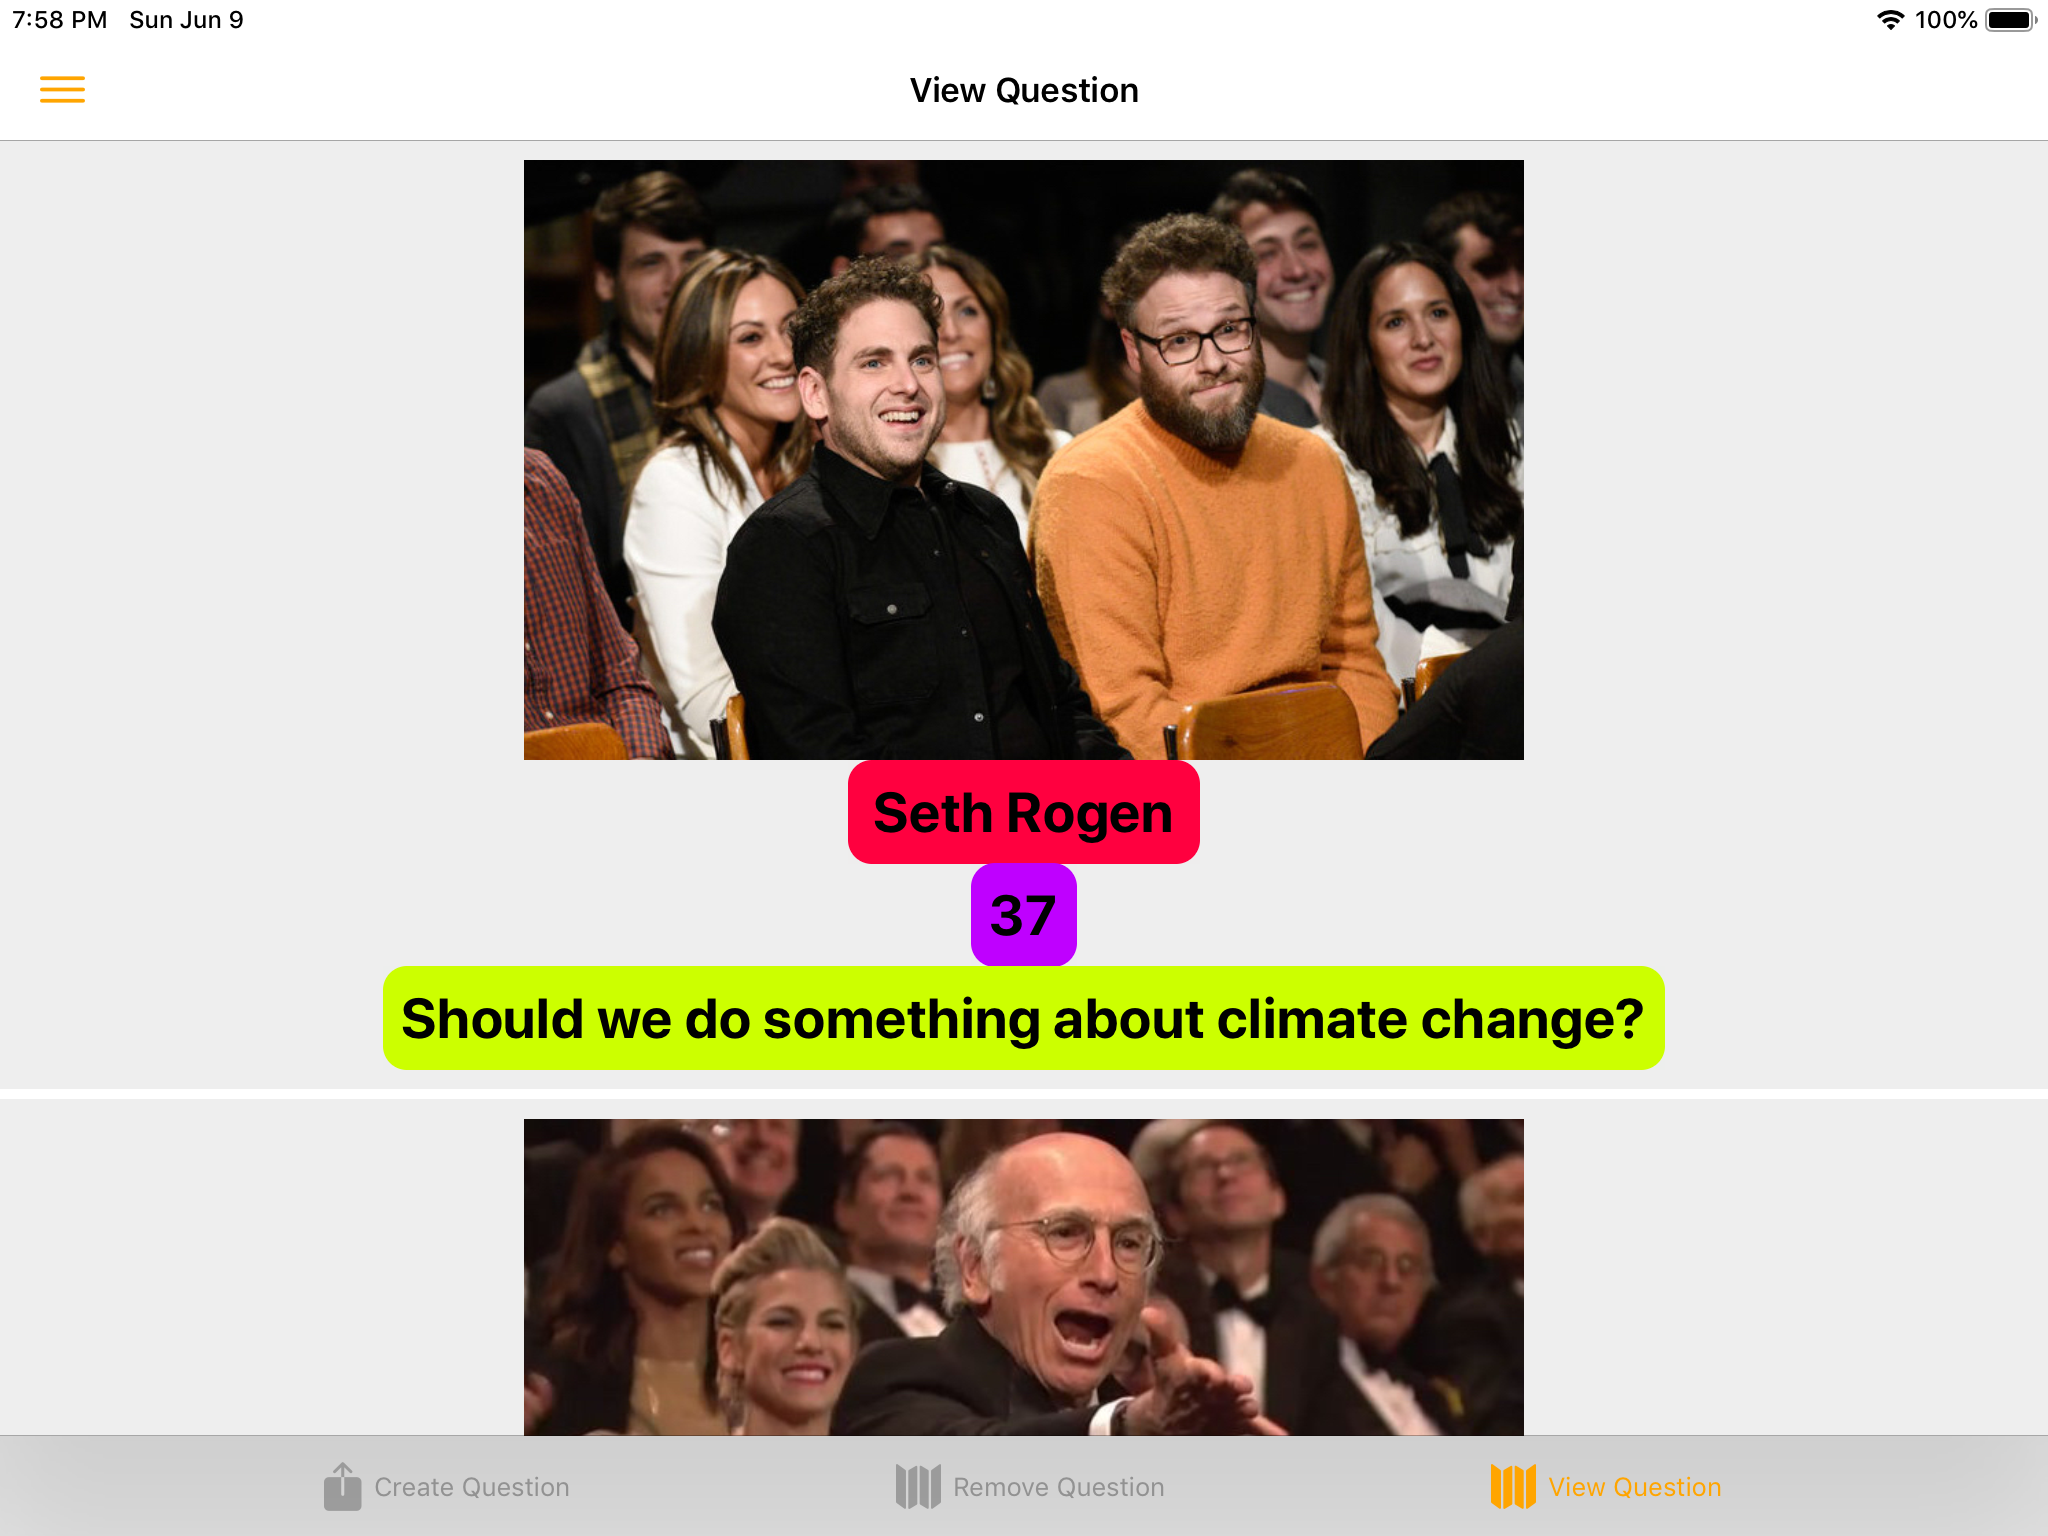 7:58 PM Sun Jun 9
100%
View Question
Seth Rogen
37
Should we do something about climate change?
Create Question
Remove Question
View Question